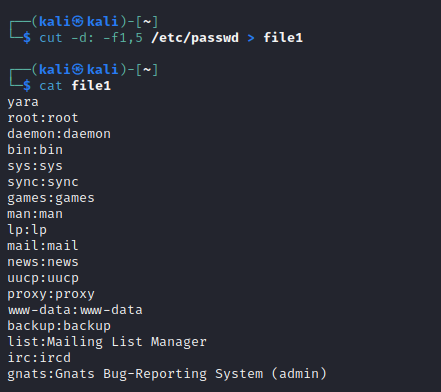 ┌──(kali㉿kali)-[~]
└─$ cut -d: -f1,5 /etc/passwd > file1
┌──(kali㉿kali)-[~]
└─$ cat file1
yara
root:root
daemon:daemon
bin:bin
sys:sys
sync:sync
games:games
man:man
lp:lp
mail:mail
news:news
uucp:uucp
proxy:proxy
www-data:www-data
backup:backup
list:Mailing List Manager
irc:ircd
gnats:Gnats Bug-Reporting System (admin)